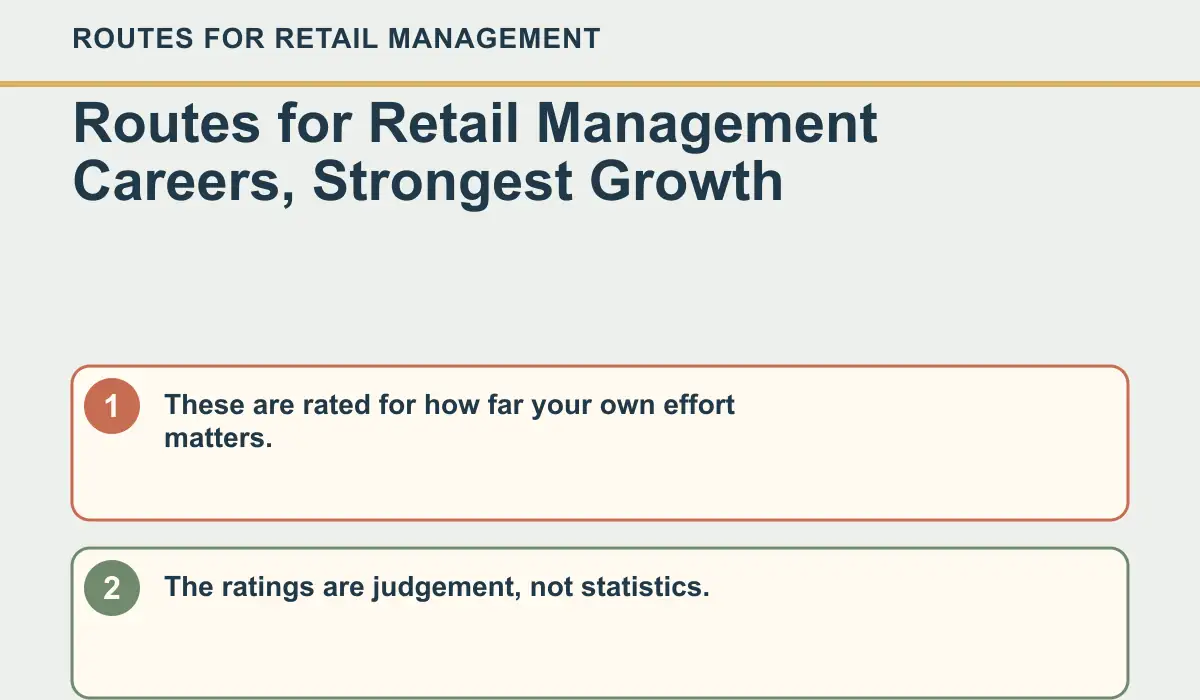 ROUTES FOR RETAIL MANAGEMENT
Routes for Retail Management
Careers, Strongest Growth
1
These are rated for how far your own effort
matters.
2
The ratings are judgement, not statistics.